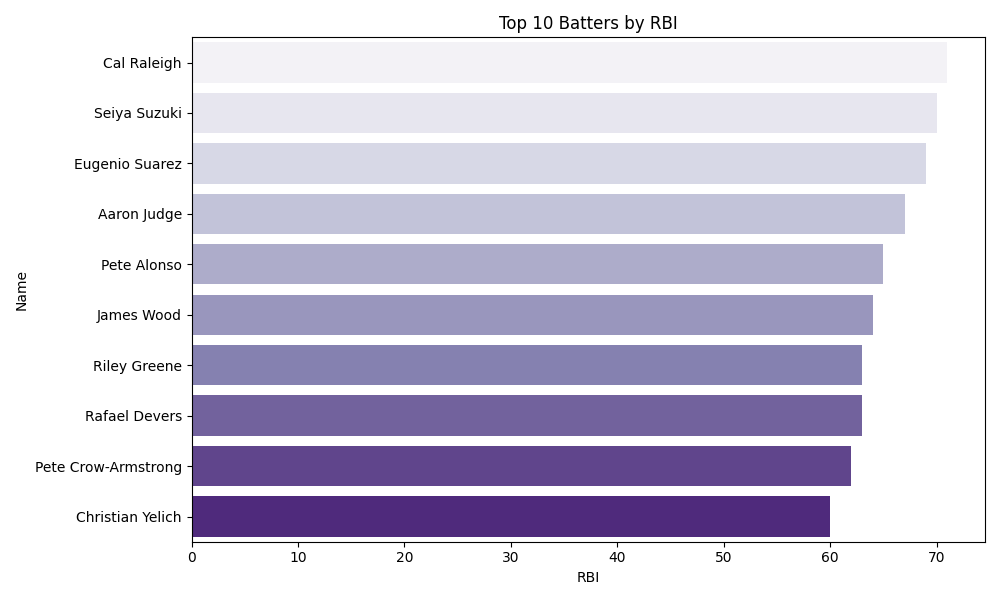 Top 10 Batters by RBI
Cal Raleigh
Seiya Suzuki
Eugenio Suarez
Aaron Judge
Pete Alonso
James Wood
Riley Greene
Rafael Devers
Pete Crow-Armstrong
Christian Yelich
Name
0 10 20 30 40 50 60 70
RBI